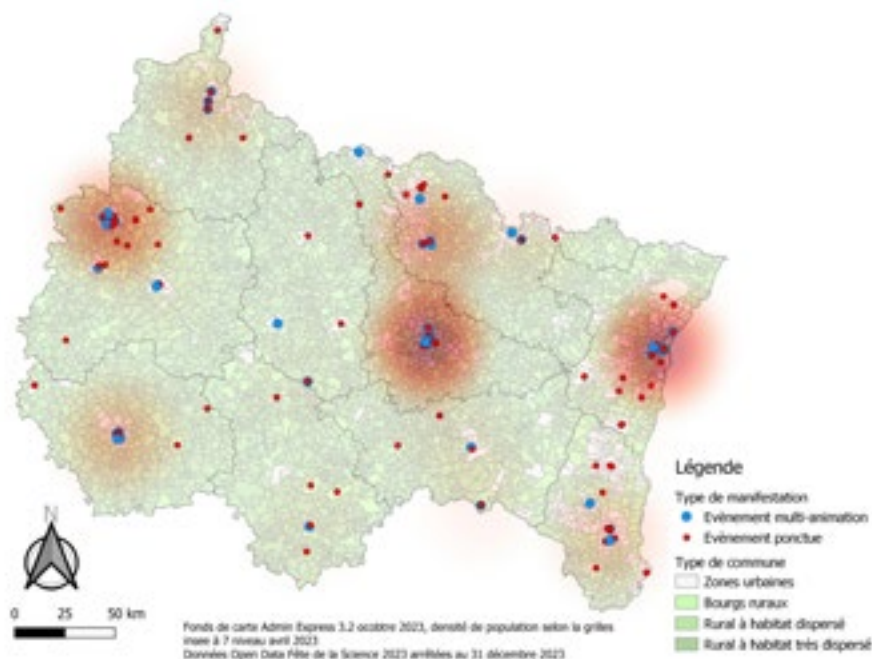 Légende
Type de manifestation
Evènement multi-animation
Evènement ponctue
Type de commune
Zones urbaines
Bourgs ruraux
Rural à habitat dispersé
Rural à habitat très dispersé
N
0 25 50 km
Fonds de carte Admin Express 3.2 ocotbre 2023, densité de population selon la grilles
insee à 7 niveau avril 2023
Données Open Data Fête de la Science 2023 arrêtées au 31 décembre 2023